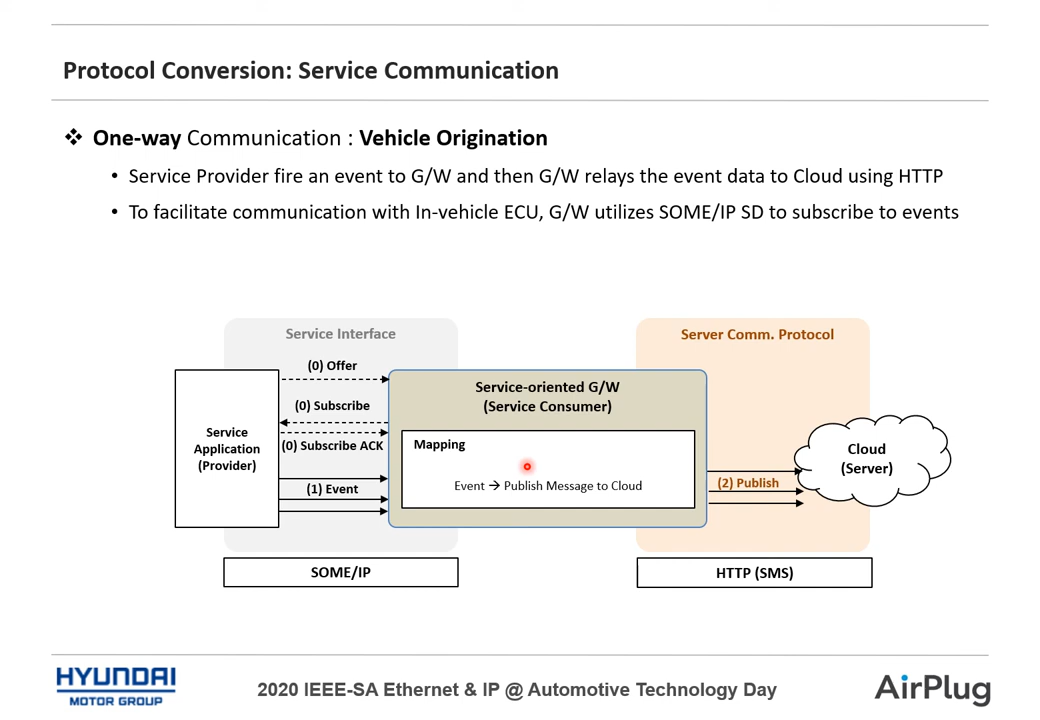 Protocol Conversion: Service Communication
❖ One-way Communication : Vehicle Origination
• Service Provider fire an event to G/W and then G/W relays the event data to Cloud using HTTP
• To facilitate communication with In-vehicle ECU, G/W utilizes SOME/IP SD to subscribe to events
Service Interface
Server Comm. Protocol
(0) Offer
(0) Subscribe
(0) Subscribe ACK
(1) Event
Service
Application
(Provider)
Service-oriented G/W
(Service Consumer)
Mapping
Event → Publish Message to Cloud
(2) Publish
Cloud
(Server)
SOME/IP
HTTP (SMS)
HYUNDAI
MOTOR GROUP
2020 IEEE-SA Ethernet & IP @ Automotive Technology Day
AirPlug